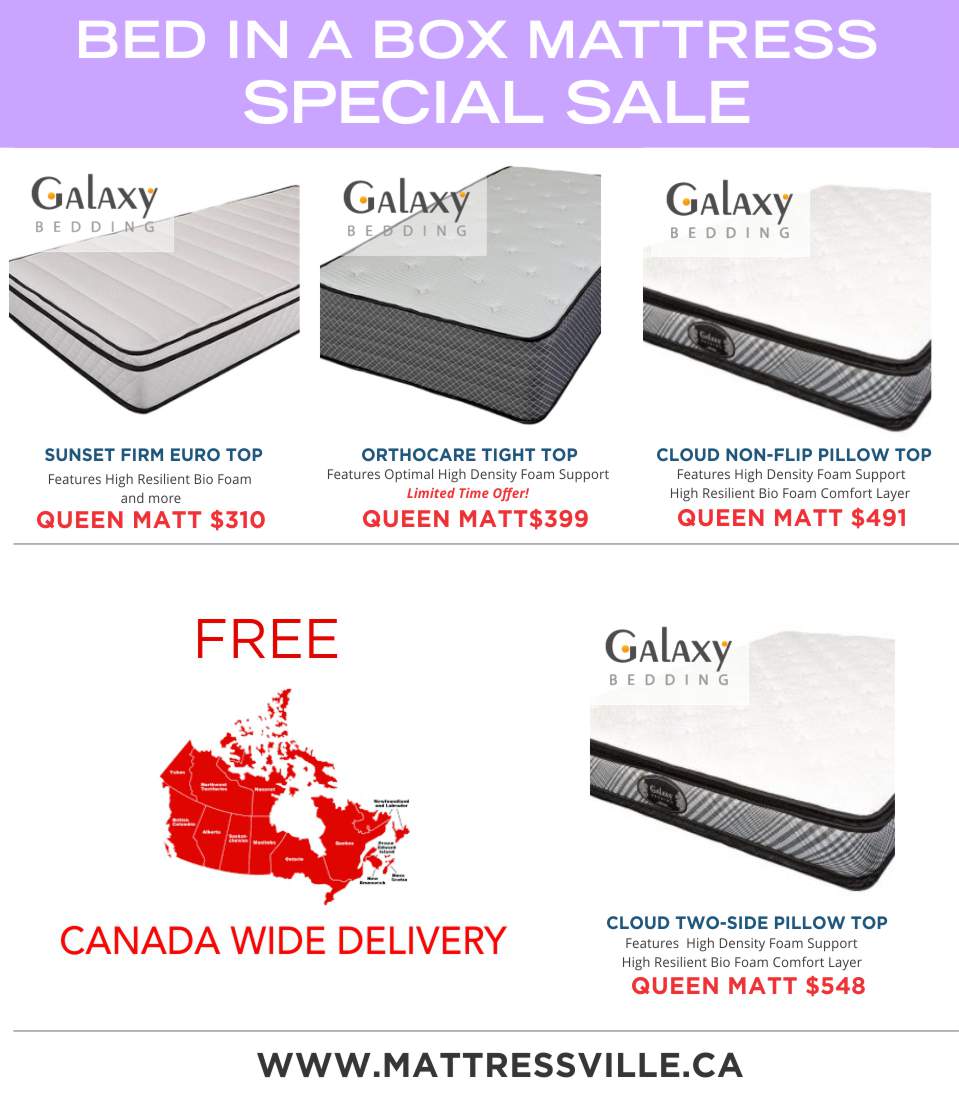 BED IN A BOX MATTRESS
SPECIAL SALE
GALAXY
BEDDING
SUNSET FIRM EURO TOP
Features High Resilient Bio Foam
and more
QUEEN MATT $310
GALAXY
BEDDING
ORTHOCARE TIGHT TOP
Features Optimal High Density Foam Support
Limited Time Offer!
QUEEN MATT$399
GALAXY
BEDDING
Galaxy
CLOUD NON-FLIP PILLOW TOP
Features High Density Foam Support
High Resilient Bio Foam Comfort Layer
QUEEN MATT $491
FREE
Yukon
Northwest
Territories
Nunavut
British
Columbia
Alberta
Saskat-
chewan
Manitoba
Ontario
Quebec
Newfoundland
and Labrador
Prince
Edward
Island
New
Brunswick
Nova
Scotia
CANADA WIDE DELIVERY
GALAXY
BEDDING
Galaxy
BEDDING
CLOUD TWO-SIDE PILLOW TOP
Features High Density Foam Support
High Resilient Bio Foam Comfort Layer
QUEEN MATT $548
WWW.MATTRESSVILLE.CA